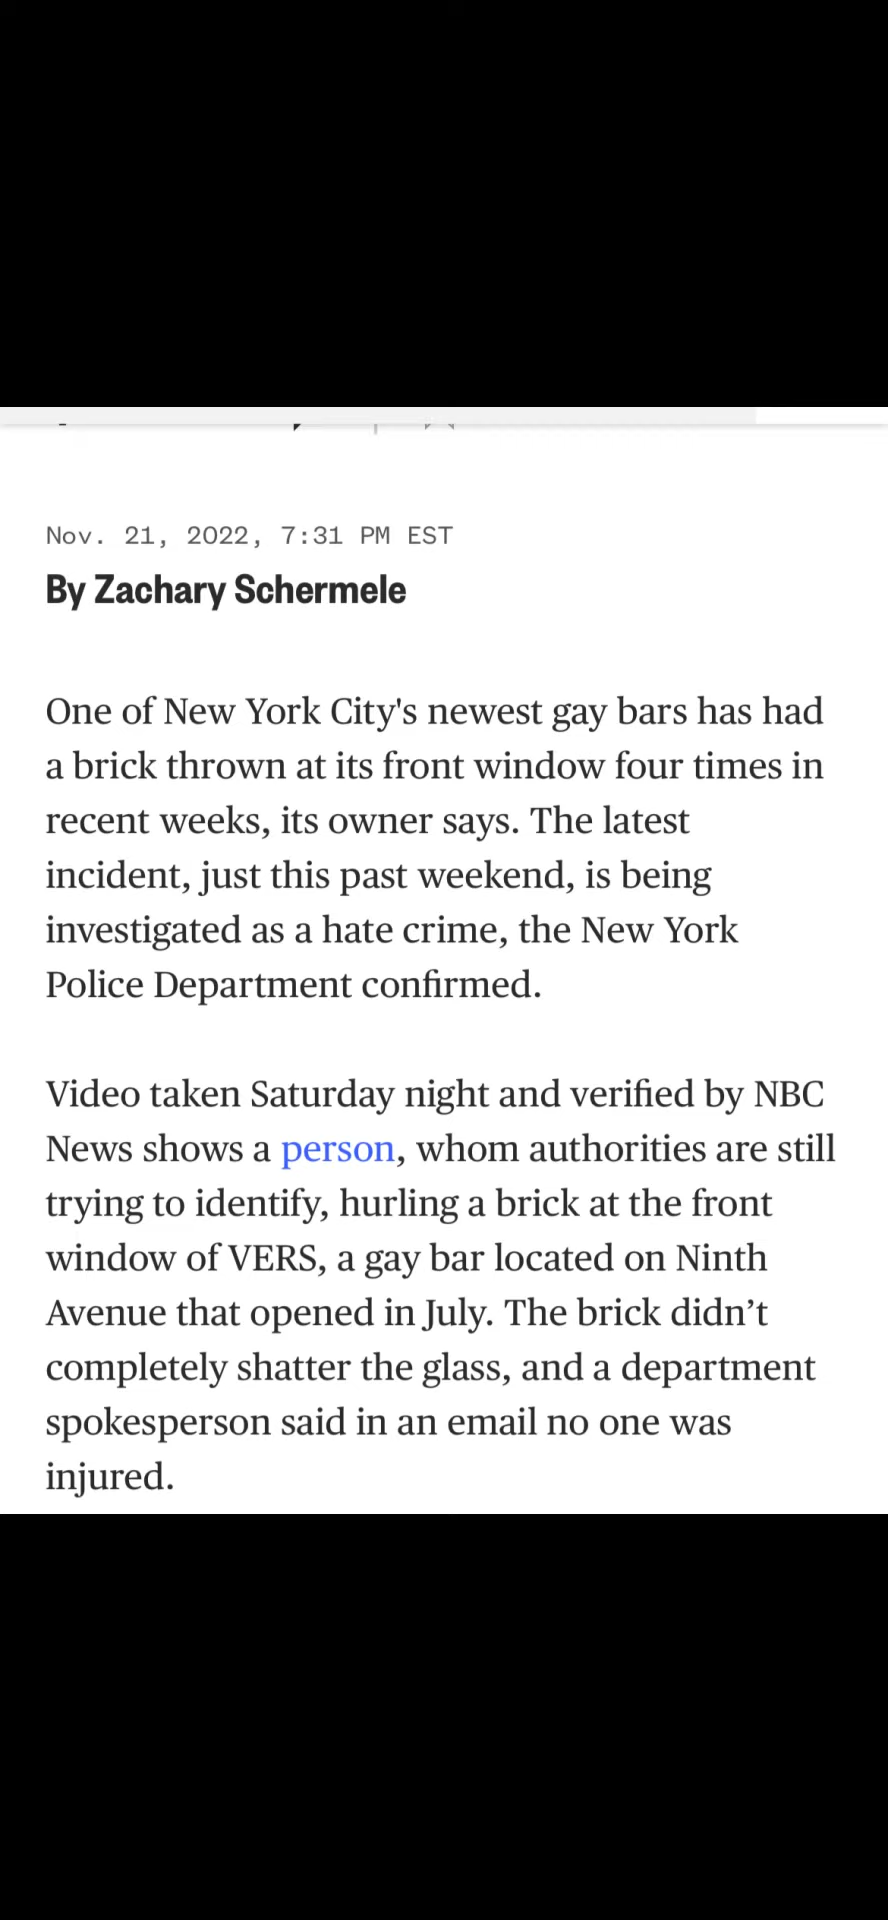 Nov. 21, 2022, 7:31 PM EST
By Zachary Schermele
One of New York City's newest gay bars has had
a brick thrown at its front window four times in
recent weeks, its owner says. The latest
incident, just this past weekend, is being
investigated as a hate crime, the New York
Police Department confirmed.
Video taken Saturday night and verified by NBC
News shows a person, whom authorities are still
trying to identify, hurling a brick at the front
window of VERS, a gay bar located on Ninth
Avenue that opened in July. The brick didn’t
completely shatter the glass, and a department
spokesperson said in an email no one was
injured.